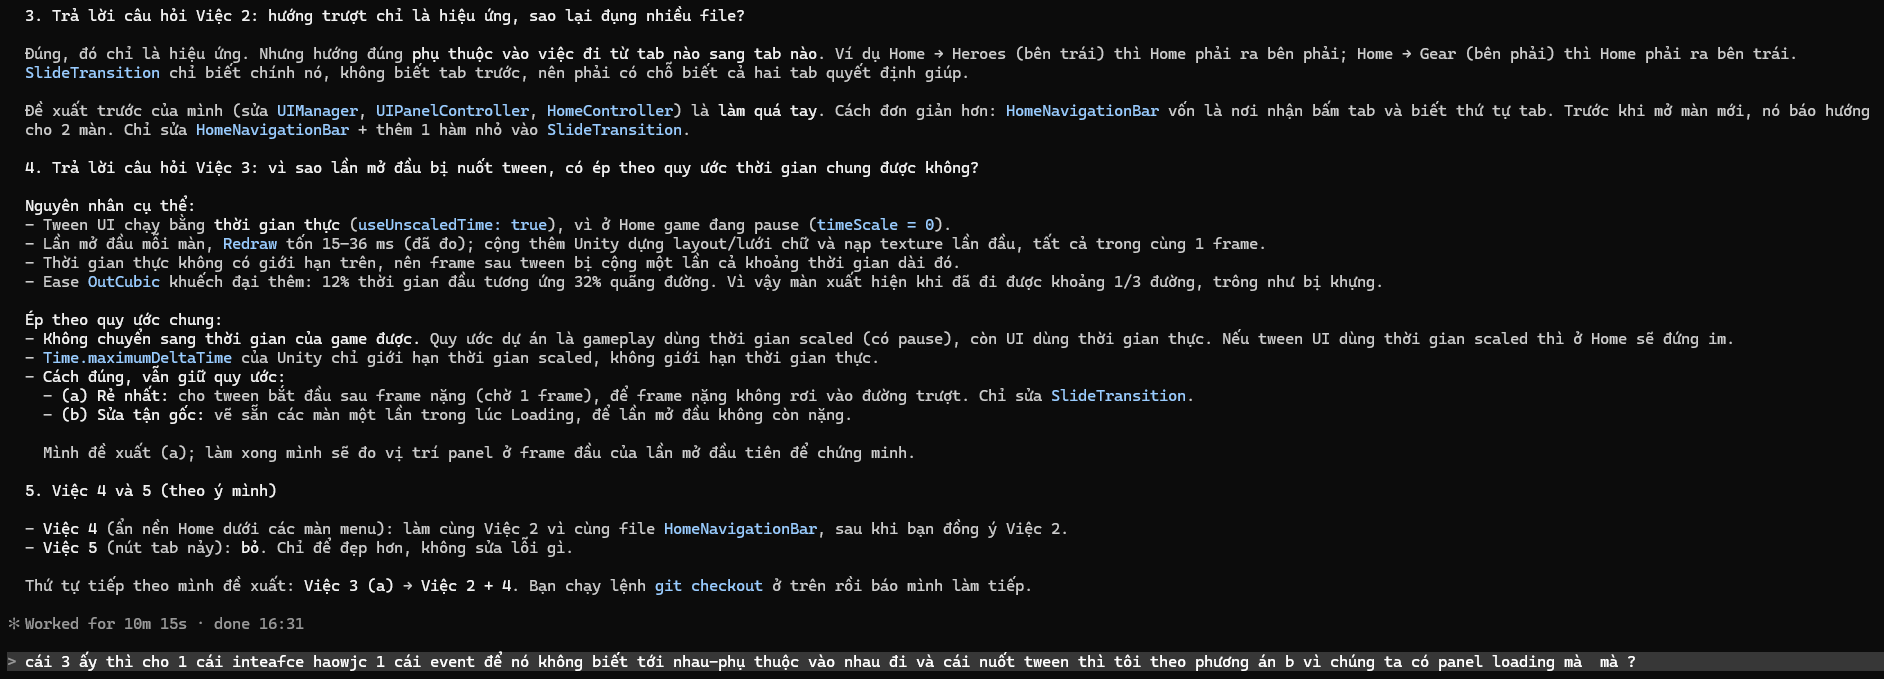 3. Trả lời câu hỏi Việc 2: hướng trượt chỉ là hiệu ứng, sao lại đụng nhiều file?
Đúng, đó chỉ là hiệu ứng. Nhưng hướng đúng phụ thuộc vào việc đi từ tab nào sang tab nào. Ví dụ Home → Heroes (bên trái) thì Home phải ra bên phải; Home → Gear (bên phải) thì Home phải ra bên trái.
SlideTransition chỉ biết chính nó, không biết tab trước, nên phải có chỗ biết cả hai tab quyết định giúp.
Đề xuất trước của mình (sửa UIManager, UIPanelController, HomeController) là làm quá tay. Cách đơn giản hơn: HomeNavigationBar vốn là nơi nhận bấm tab và biết thứ tự tab. Trước khi mở màn mới, nó báo hướng
cho 2 màn. Chỉ sửa HomeNavigationBar + thêm 1 hàm nhỏ vào SlideTransition.
4. Trả lời câu hỏi Việc 3: vì sao lần mở đầu bị nuốt tween, có ép theo quy ước thời gian chung được không?
Nguyên nhân cụ thể:
- Tween UI chạy bằng thời gian thực (useUnscaledTime: true), vì ở Home game đang pause (timeScale = 0).
- Lần mở đầu mỗi màn, Redraw tốn 15–36 ms (đã đo); cộng thêm Unity dựng layout/lưới chữ và nạp texture lần đầu, tất cả trong cùng 1 frame.
- Thời gian thực không có giới hạn trên, nên frame sau tween bị cộng một lần cả khoảng thời gian dài đó.
- Ease OutCubic khuếch đại thêm: 12% thời gian đầu tương ứng 32% quãng đường. Vì vậy màn xuất hiện khi đã đi được khoảng 1/3 đường, trông như bị khựng.
Ép theo quy ước chung:
- Không chuyển sang thời gian của game được. Quy ước dự án là gameplay dùng thời gian scaled (có pause), còn UI dùng thời gian thực. Nếu tween UI dùng thời gian scaled thì ở Home sẽ đứng im.
- Time.maximumDeltaTime của Unity chỉ giới hạn thời gian scaled, không giới hạn thời gian thực.
- Cách đúng, vẫn giữ quy ước:
- (a) Rẻ nhất: cho tween bắt đầu sau frame nặng (chờ 1 frame), để frame nặng không rơi vào đường trượt. Chỉ sửa SlideTransition.
- (b) Sửa tận gốc: vẽ sẵn các màn một lần trong lúc Loading, để lần mở đầu không còn nặng.
Mình đề xuất (a); làm xong mình sẽ đo vị trí panel ở frame đầu của lần mở đầu tiên để chứng minh.
5. Việc 4 và 5 (theo ý mình)
- Việc 4 (ẩn nền Home dưới các màn menu): làm cùng Việc 2 vì cùng file HomeNavigationBar, sau khi bạn đồng ý Việc 2.
- Việc 5 (nút tab nảy): bỏ. Chỉ để đẹp hơn, không sửa lỗi gì.
Thứ tự tiếp theo mình đề xuất: Việc 3 (a) → Việc 2 + 4. Bạn chạy lệnh git checkout ở trên rồi báo mình làm tiếp.
✻ Worked for 10m 15s · done 16:31
> cái 3 ấy thì cho 1 cái inteafce haowjc 1 cái event để nó không biết tới nhau-phụ thuộc vào nhau đi và cái nuốt tween thì tôi theo phương án b vì chúng ta có panel loading mà  mà ?